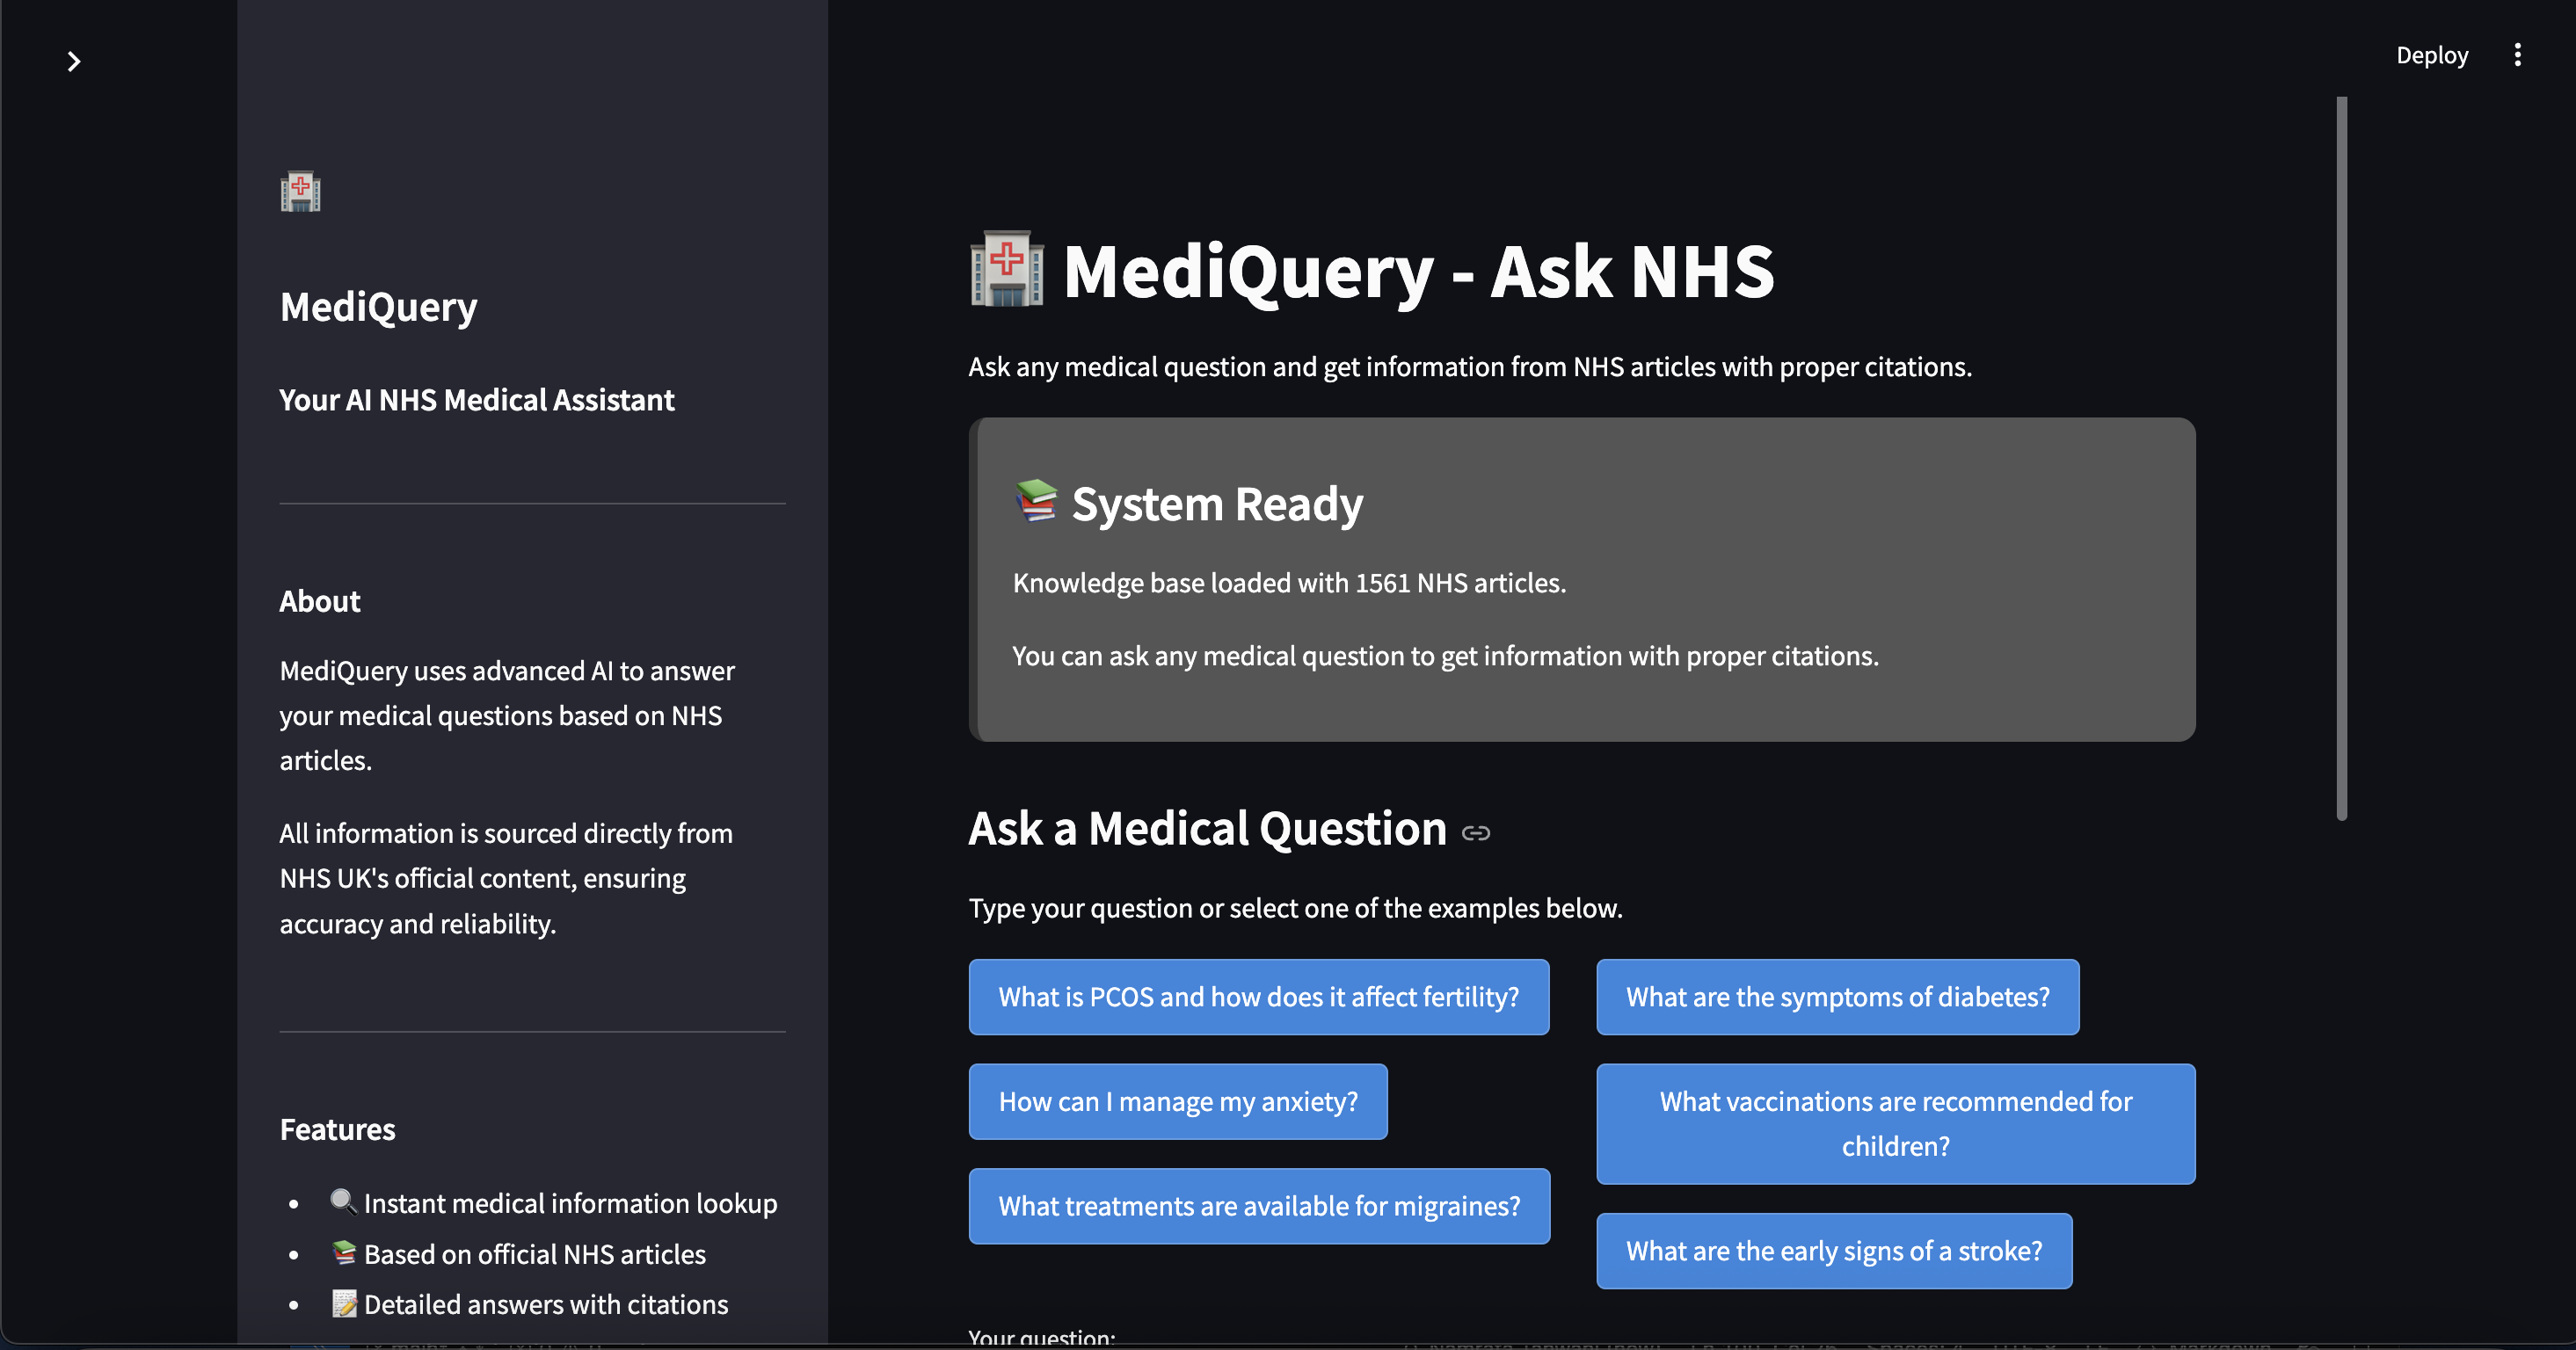 Deploy
MediQuery
Your AI NHS Medical Assistant
About
MediQuery uses advanced AI to answer
your medical questions based on NHS
articles.
All information is sourced directly from
NHS UK's official content, ensuring
accuracy and reliability.
Features
Instant medical information lookup
Based on official NHS articles
Detailed answers with citations
MediQuery - Ask NHS
Ask any medical question and get information from NHS articles with proper citations.
System Ready
Knowledge base loaded with 1561 NHS articles.
You can ask any medical question to get information with proper citations.
Ask a Medical Question
Type your question or select one of the examples below.
What is PCOS and how does it affect fertility?
What are the symptoms of diabetes?
How can I manage my anxiety?
What vaccinations are recommended for
children?
What treatments are available for migraines?
What are the early signs of a stroke?
Your question: